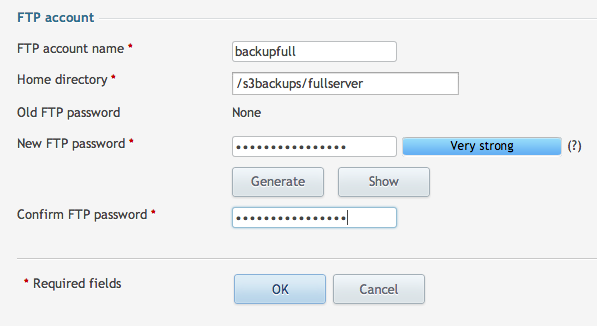 FTP account
FTP account name *
backupfull
Home directory *
/s3backups/fullserver
Old FTP password
None
New FTP password *
••••••••••••••••
Very strong
(?)
Generate
Show
Confirm FTP password *
••••••••••••••••
* Required fields
OK
Cancel